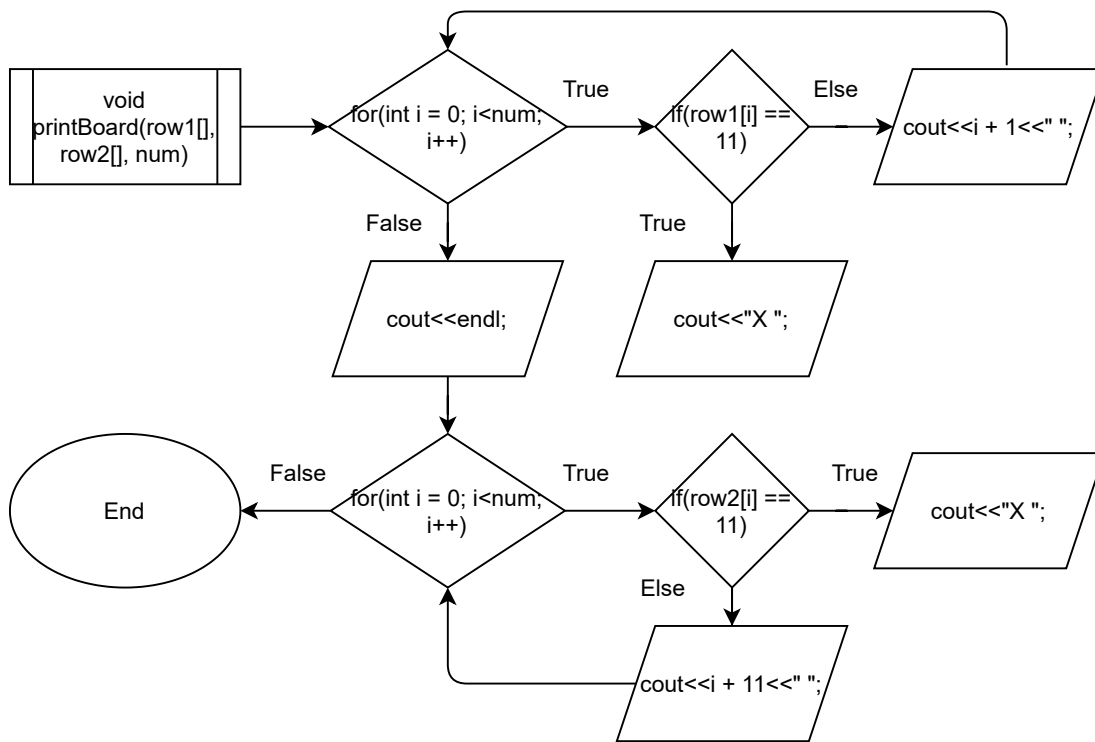 void
printBoard(row1[],
row2[], num)
for(int i = 0; i<num;
i++)
True
if(row1[i] ==
11)
Else
cout<<i + 1<<" ";
False
True
cout<<endl;
cout<<"X ";
End
False
for(int i = 0; i<num;
i++)
True
if(row2[i] ==
11)
True
cout<<"X ";
Else
cout<<i + 11<<" ";